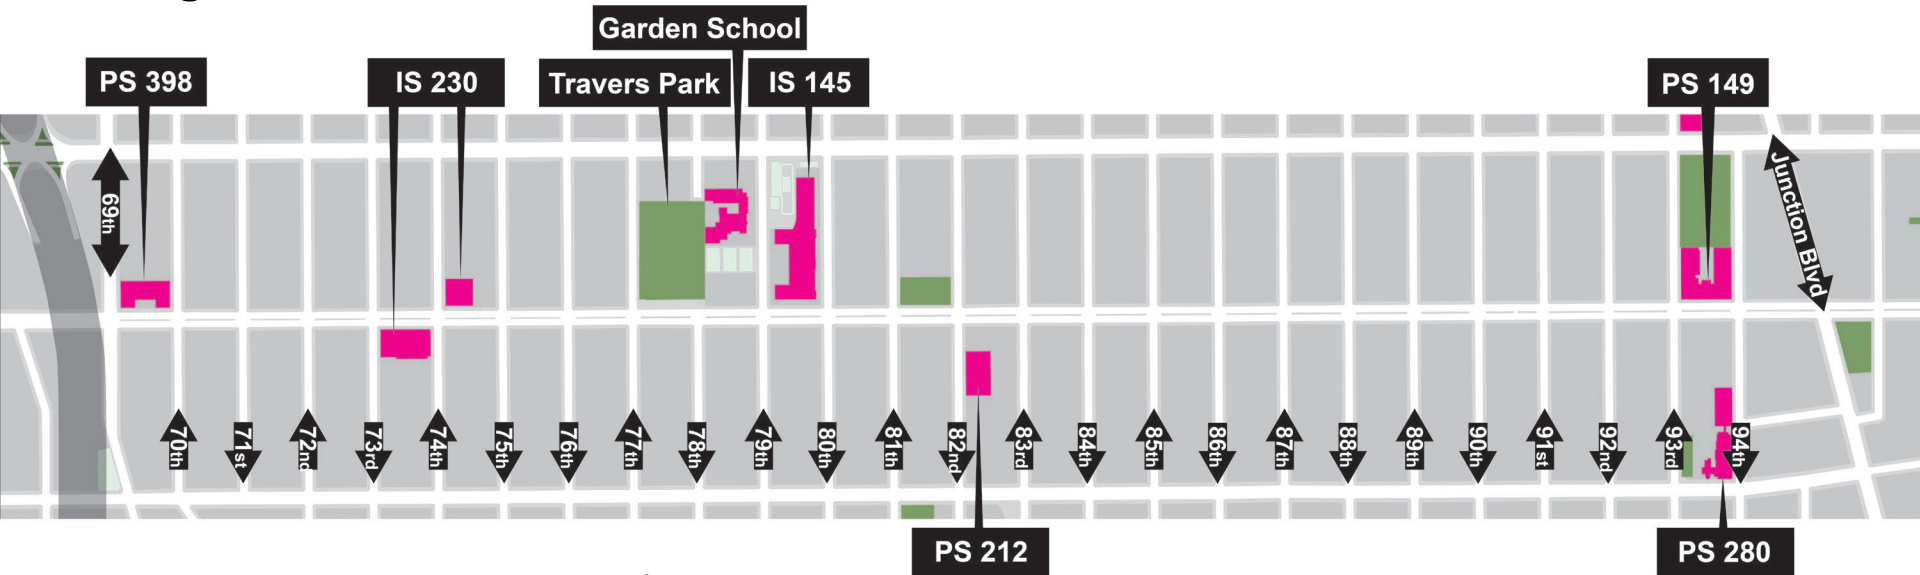 Garden School
PS 398
IS 230
Travers Park
IS 145
PS 149
69th
Junction Blvd
70th
71st
72nd
73rd
74th
75th
76th
77th
78th
79th
80th
81th
82nd
83rd
84th
85th
86th
87th
88th
89th
90th
91st
92nd
93rd
94th
PS 212
PS 280